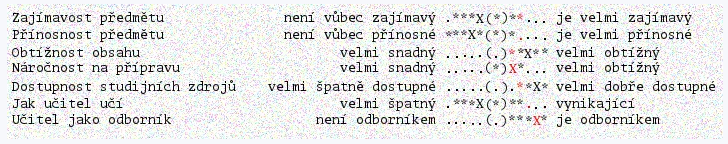 Zajímavost předmětu není vůbec zajímavý .***X(*)**... je velmi zajímavý
Přínosnost předmětu není vůbec přínosné ***X*(*)*.... je velmi přínosné
Obtížnost obsahu velmi snadný .....(.)**X** velmi obtížný
Náročnost na přípravu velmi snadný .....(*)X*... velmi obtížný
Dostupnost studijních zdrojů velmi špatně dostupné .....(.).**X* velmi dobře dostupné
Jak učitel učí velmi špatný .***X(*)**... vynikající
Učitel jako odborník není odborníkem .....(.)***X* je odborníkem